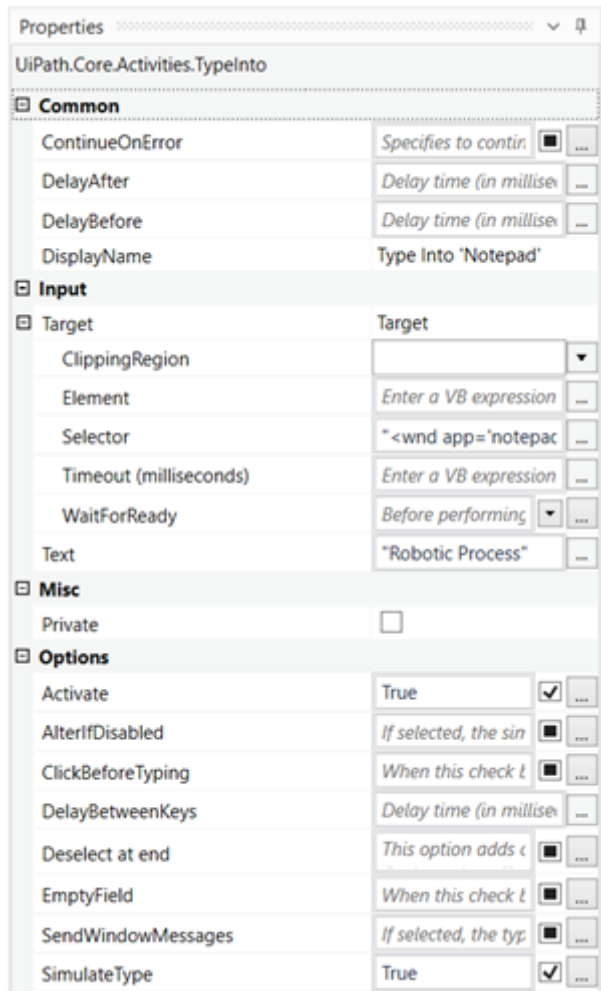 Properties
UiPath.Core.Activities.TypeInto
Common
ContinueOnError Specifies to contin ...
DelayAfter Delay time (in millise ...
DelayBefore Delay time (in millise ...
DisplayName Type Into 'Notepad'
Input
Target Target
ClippingRegion
Element Enter a VB expression ...
Selector "<wnd app='notepac ...
Timeout (milliseconds) Enter a VB expression ...
WaitForReady Before performing ...
Text "Robotic Process" ...
Misc
Private
Options
Activate True ...
AlterIfDisabled If selected, the sin ...
ClickBeforeTyping When this check b ...
DelayBetweenKeys Delay time (in millise ...
Deselect at end This option adds c ...
EmptyField When this check b ...
SendWindowMessages If selected, the typ ...
SimulateType True ...